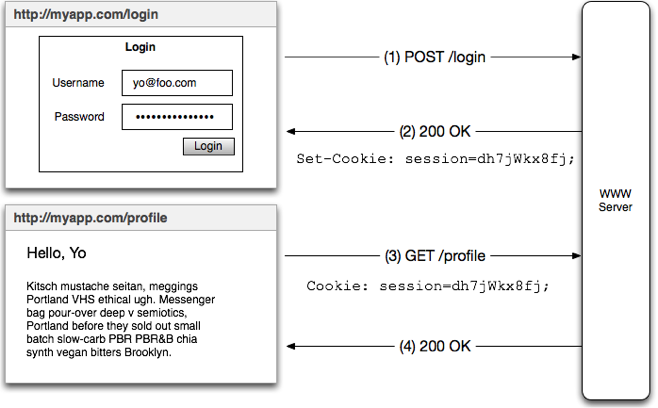 http://myapp.com/login
Login
Username
yo@foo.com
Password
•••••••••••••••
Login
(1) POST /login
(2) 200 OK
Set-Cookie: session=dh7jWkx8fj;
WWW
Server
http://myapp.com/profile
Hello, Yo
Kitsch mustache seitan, meggings
Portland VHS ethical ugh. Messenger
bag pour-over deep v semiotics,
Portland before they sold out small
batch slow-carb PBR PBR&B chia
synth vegan bitters Brooklyn.
(3) GET /profile
Cookie: session=dh7jWkx8fj;
(4) 200 OK